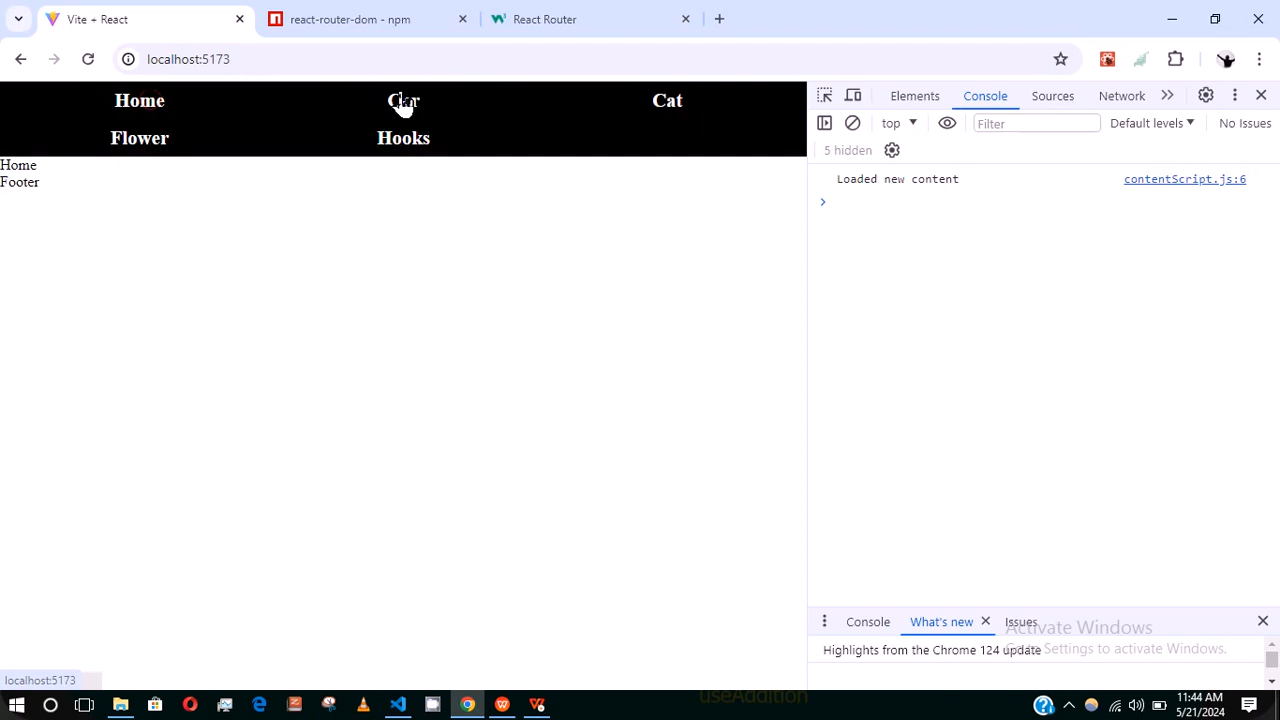 Vite + React
react-router-dom - npm
React Router
localhost:5173
Home Cat
Flower Hooks
Home
Footer
Elements Console Sources Network
top Filter Default levels No Issues
5 hidden
Loaded new content contentScript.js:6
Console What's new Issues
Highlights from the Chrome 124 update
Activate Windows
Go to Settings to activate Windows.
localhost:5173
useAddition
11:44 AM
5/21/2024